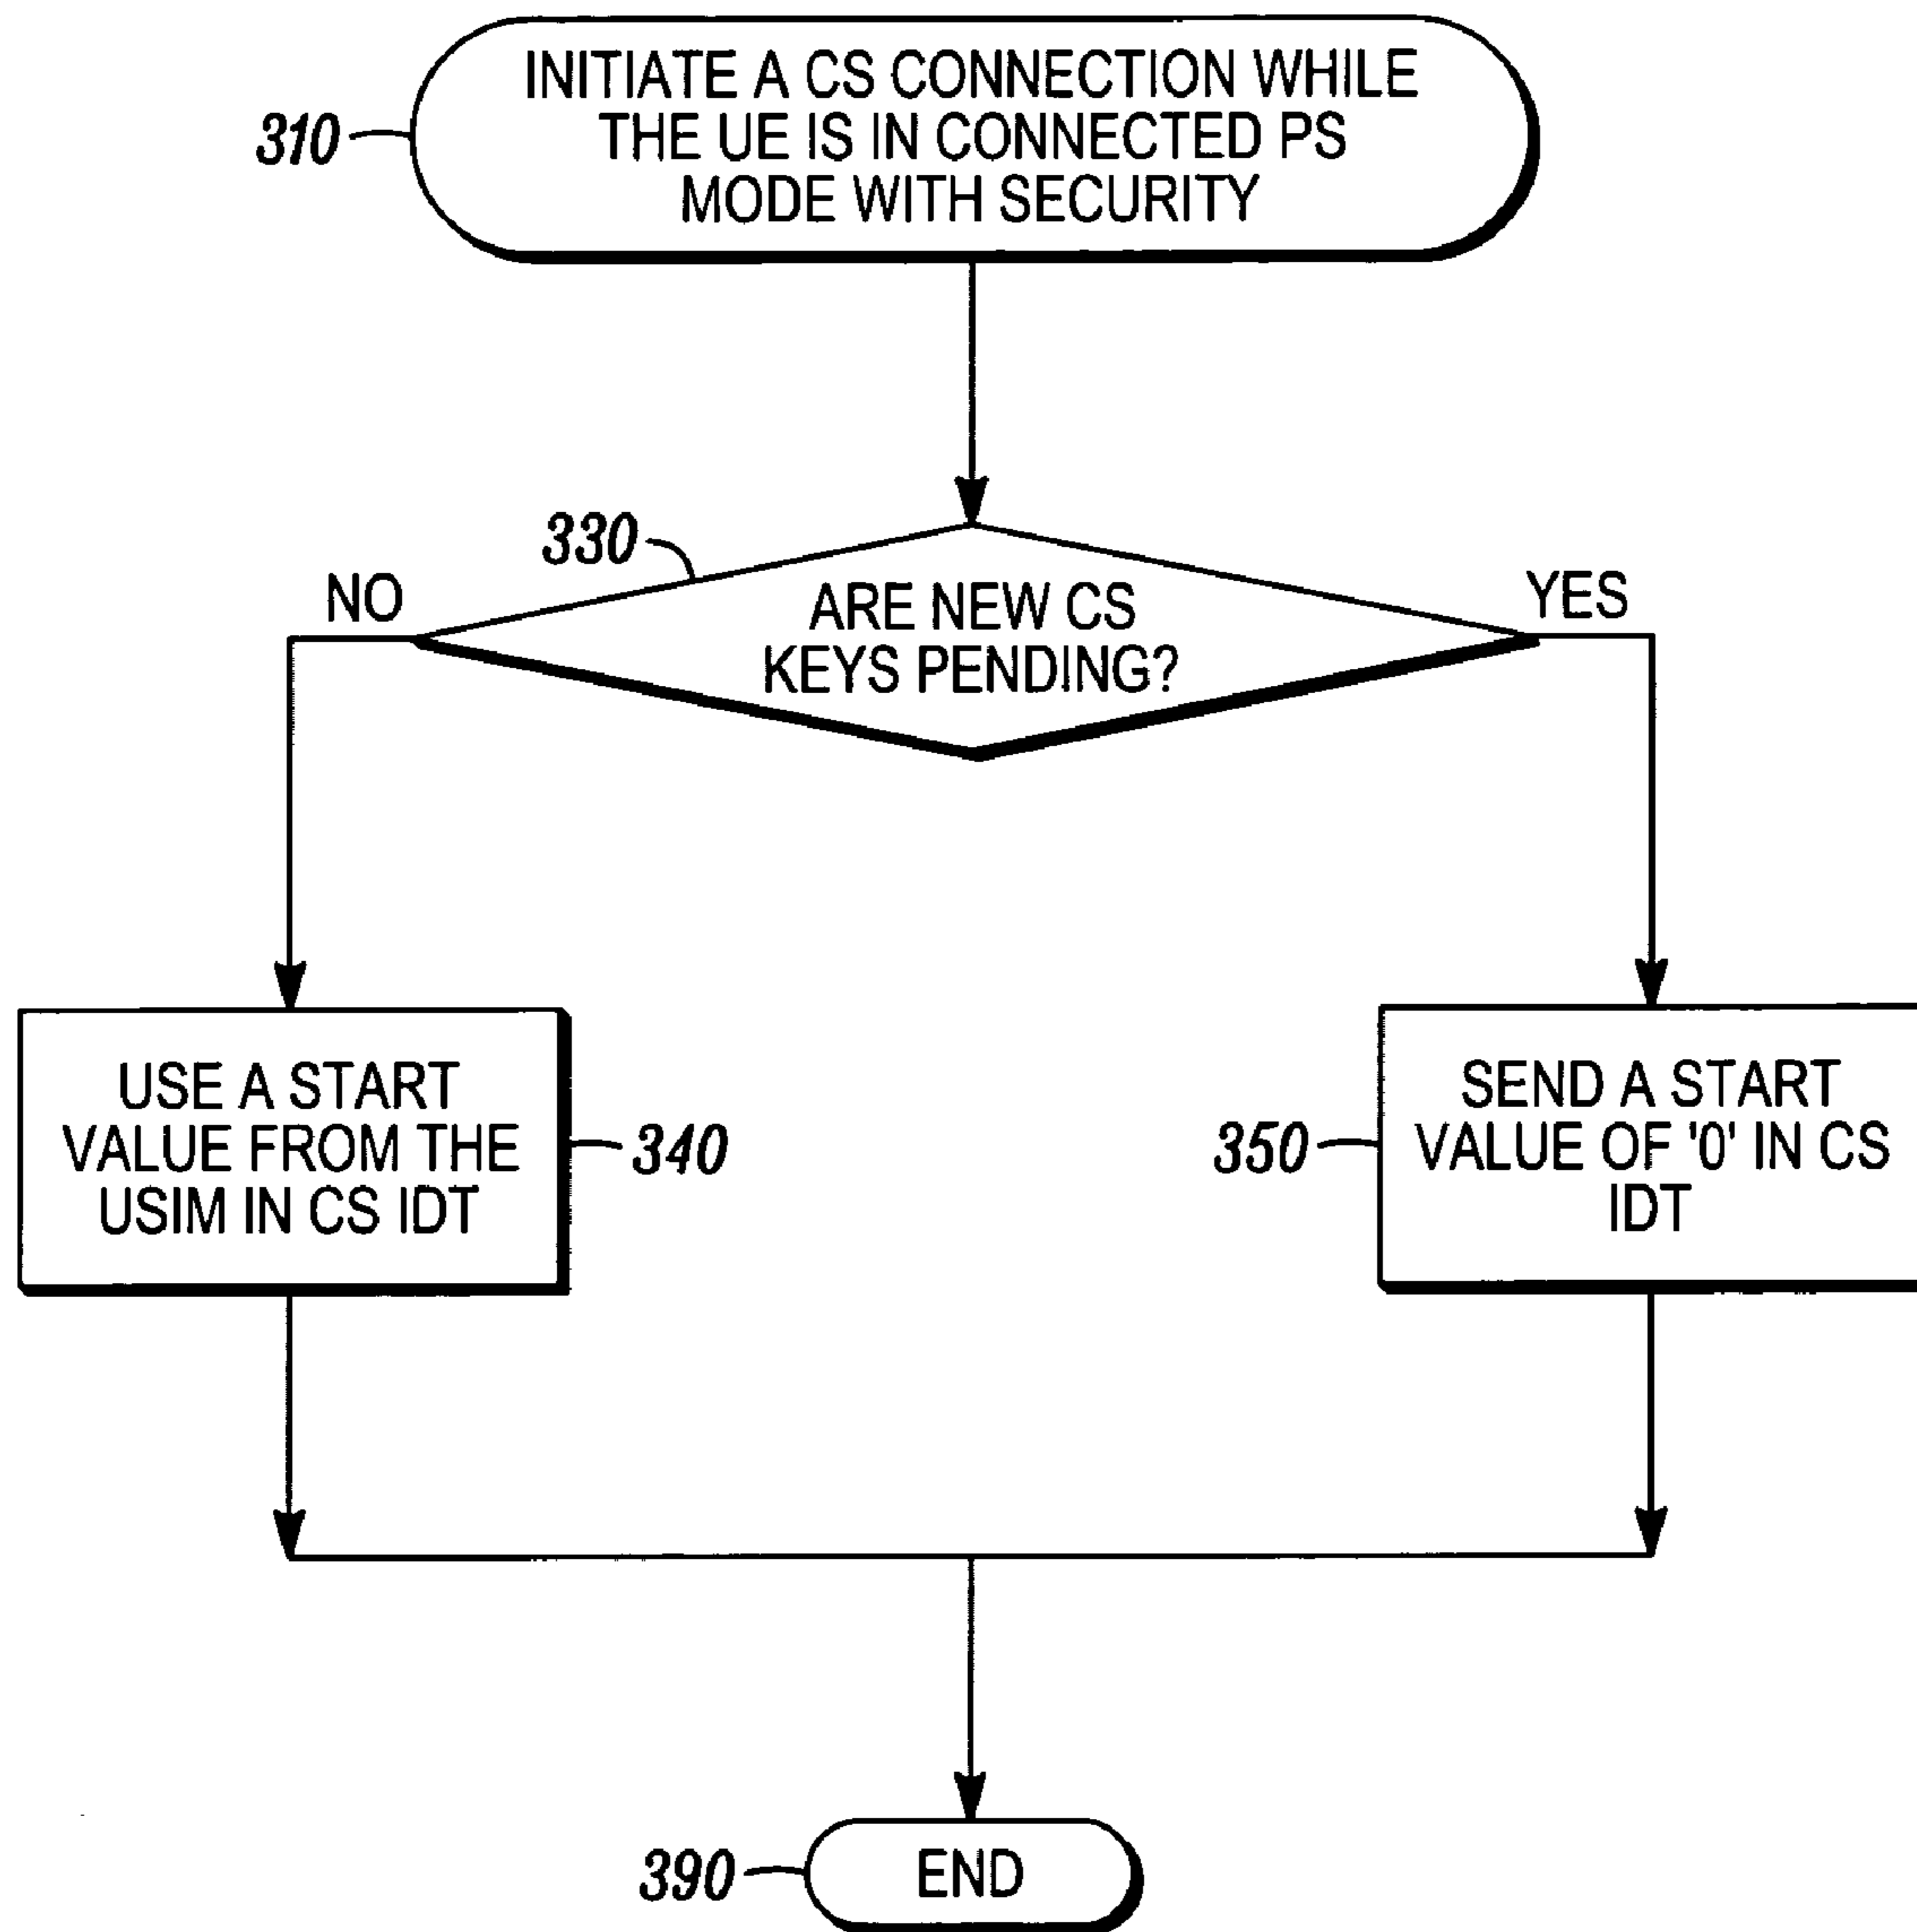 INITIATE A CS CONNECTION WHILE
THE UE IS IN CONNECTED PS
MODE WITH SECURITY
310
330
NO
YES
ARE NEW CS
KEYS PENDING?
USE A START
VALUE FROM THE
USIM IN CS IDT
340
350
SEND A START
VALUE OF '0' IN CS
IDT
390
END